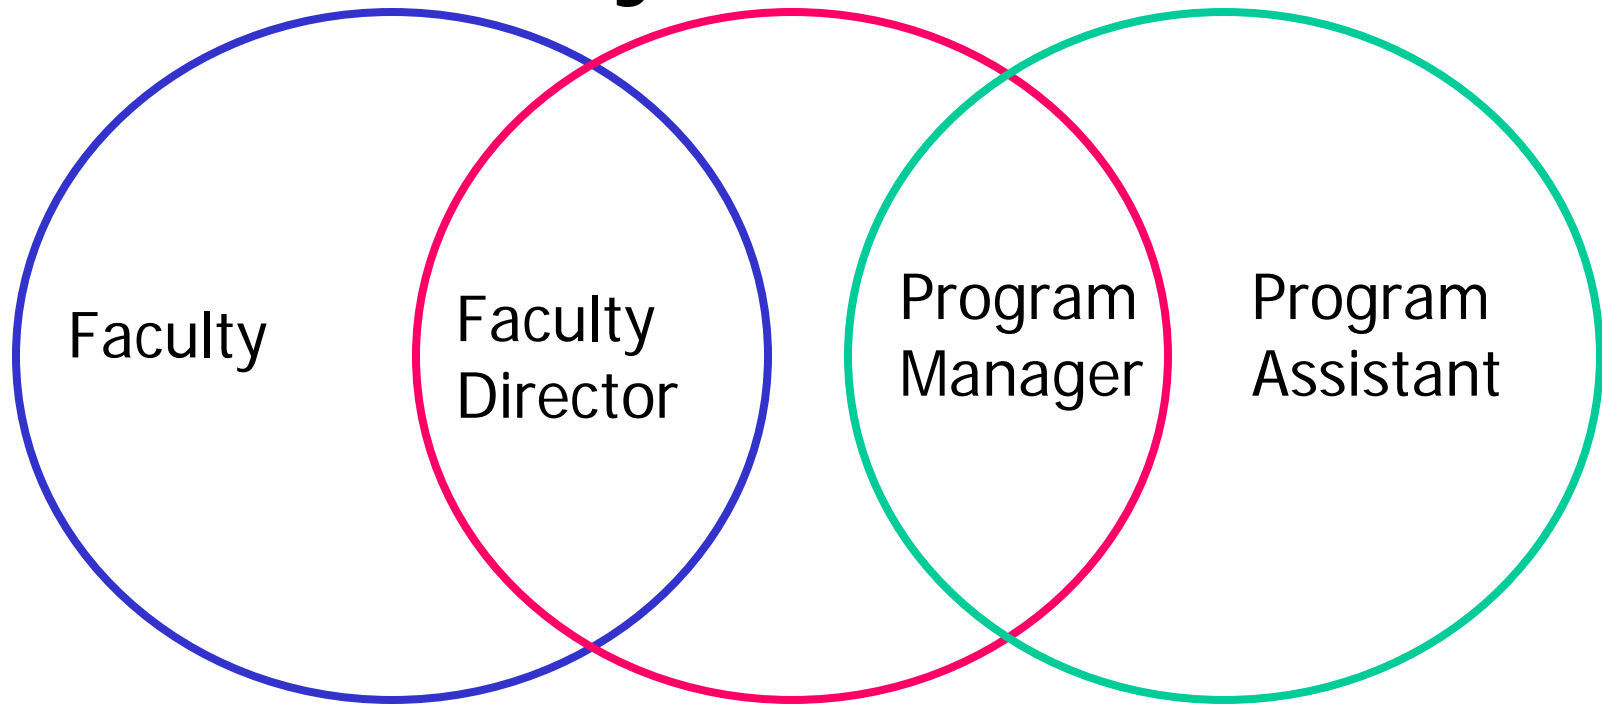 Faculty
Faculty
Director
Program
Manager
Program
Assistant